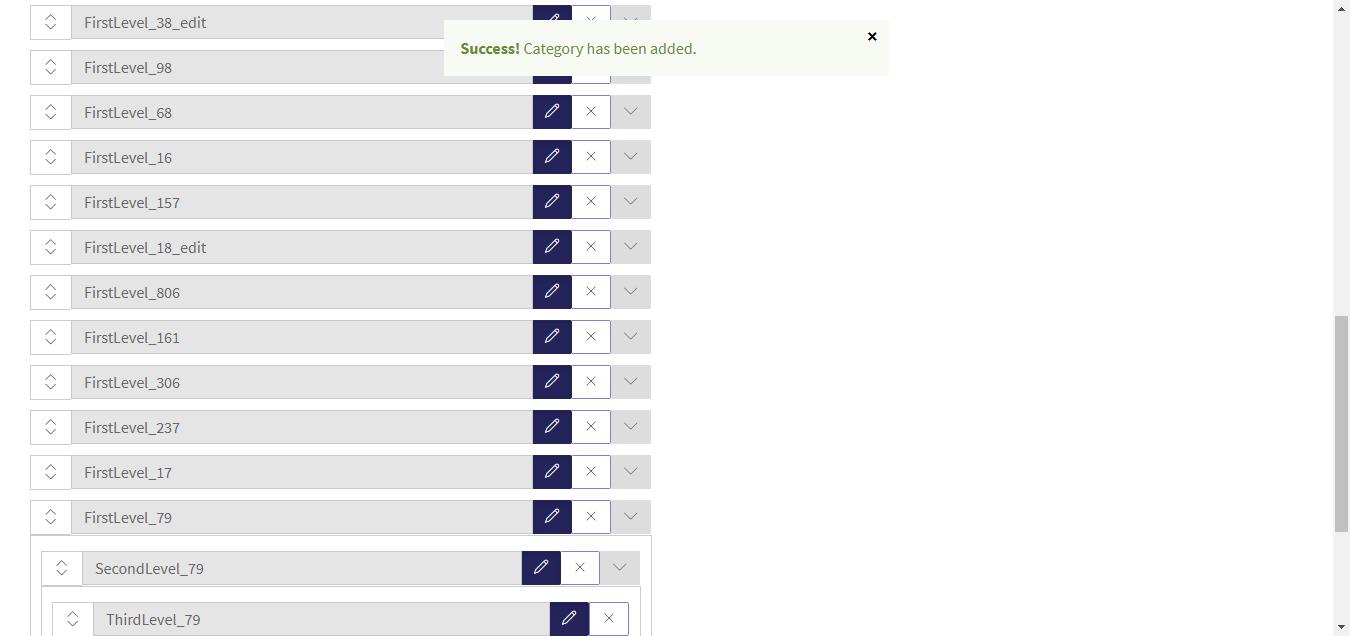 FirstLevel_38_edit
Success! Category has been added.
FirstLevel_98
FirstLevel_68
FirstLevel_16
FirstLevel_157
FirstLevel_18_edit
FirstLevel_806
FirstLevel_161
FirstLevel_306
FirstLevel_237
FirstLevel_17
FirstLevel_79
SecondLevel_79
ThirdLevel_79